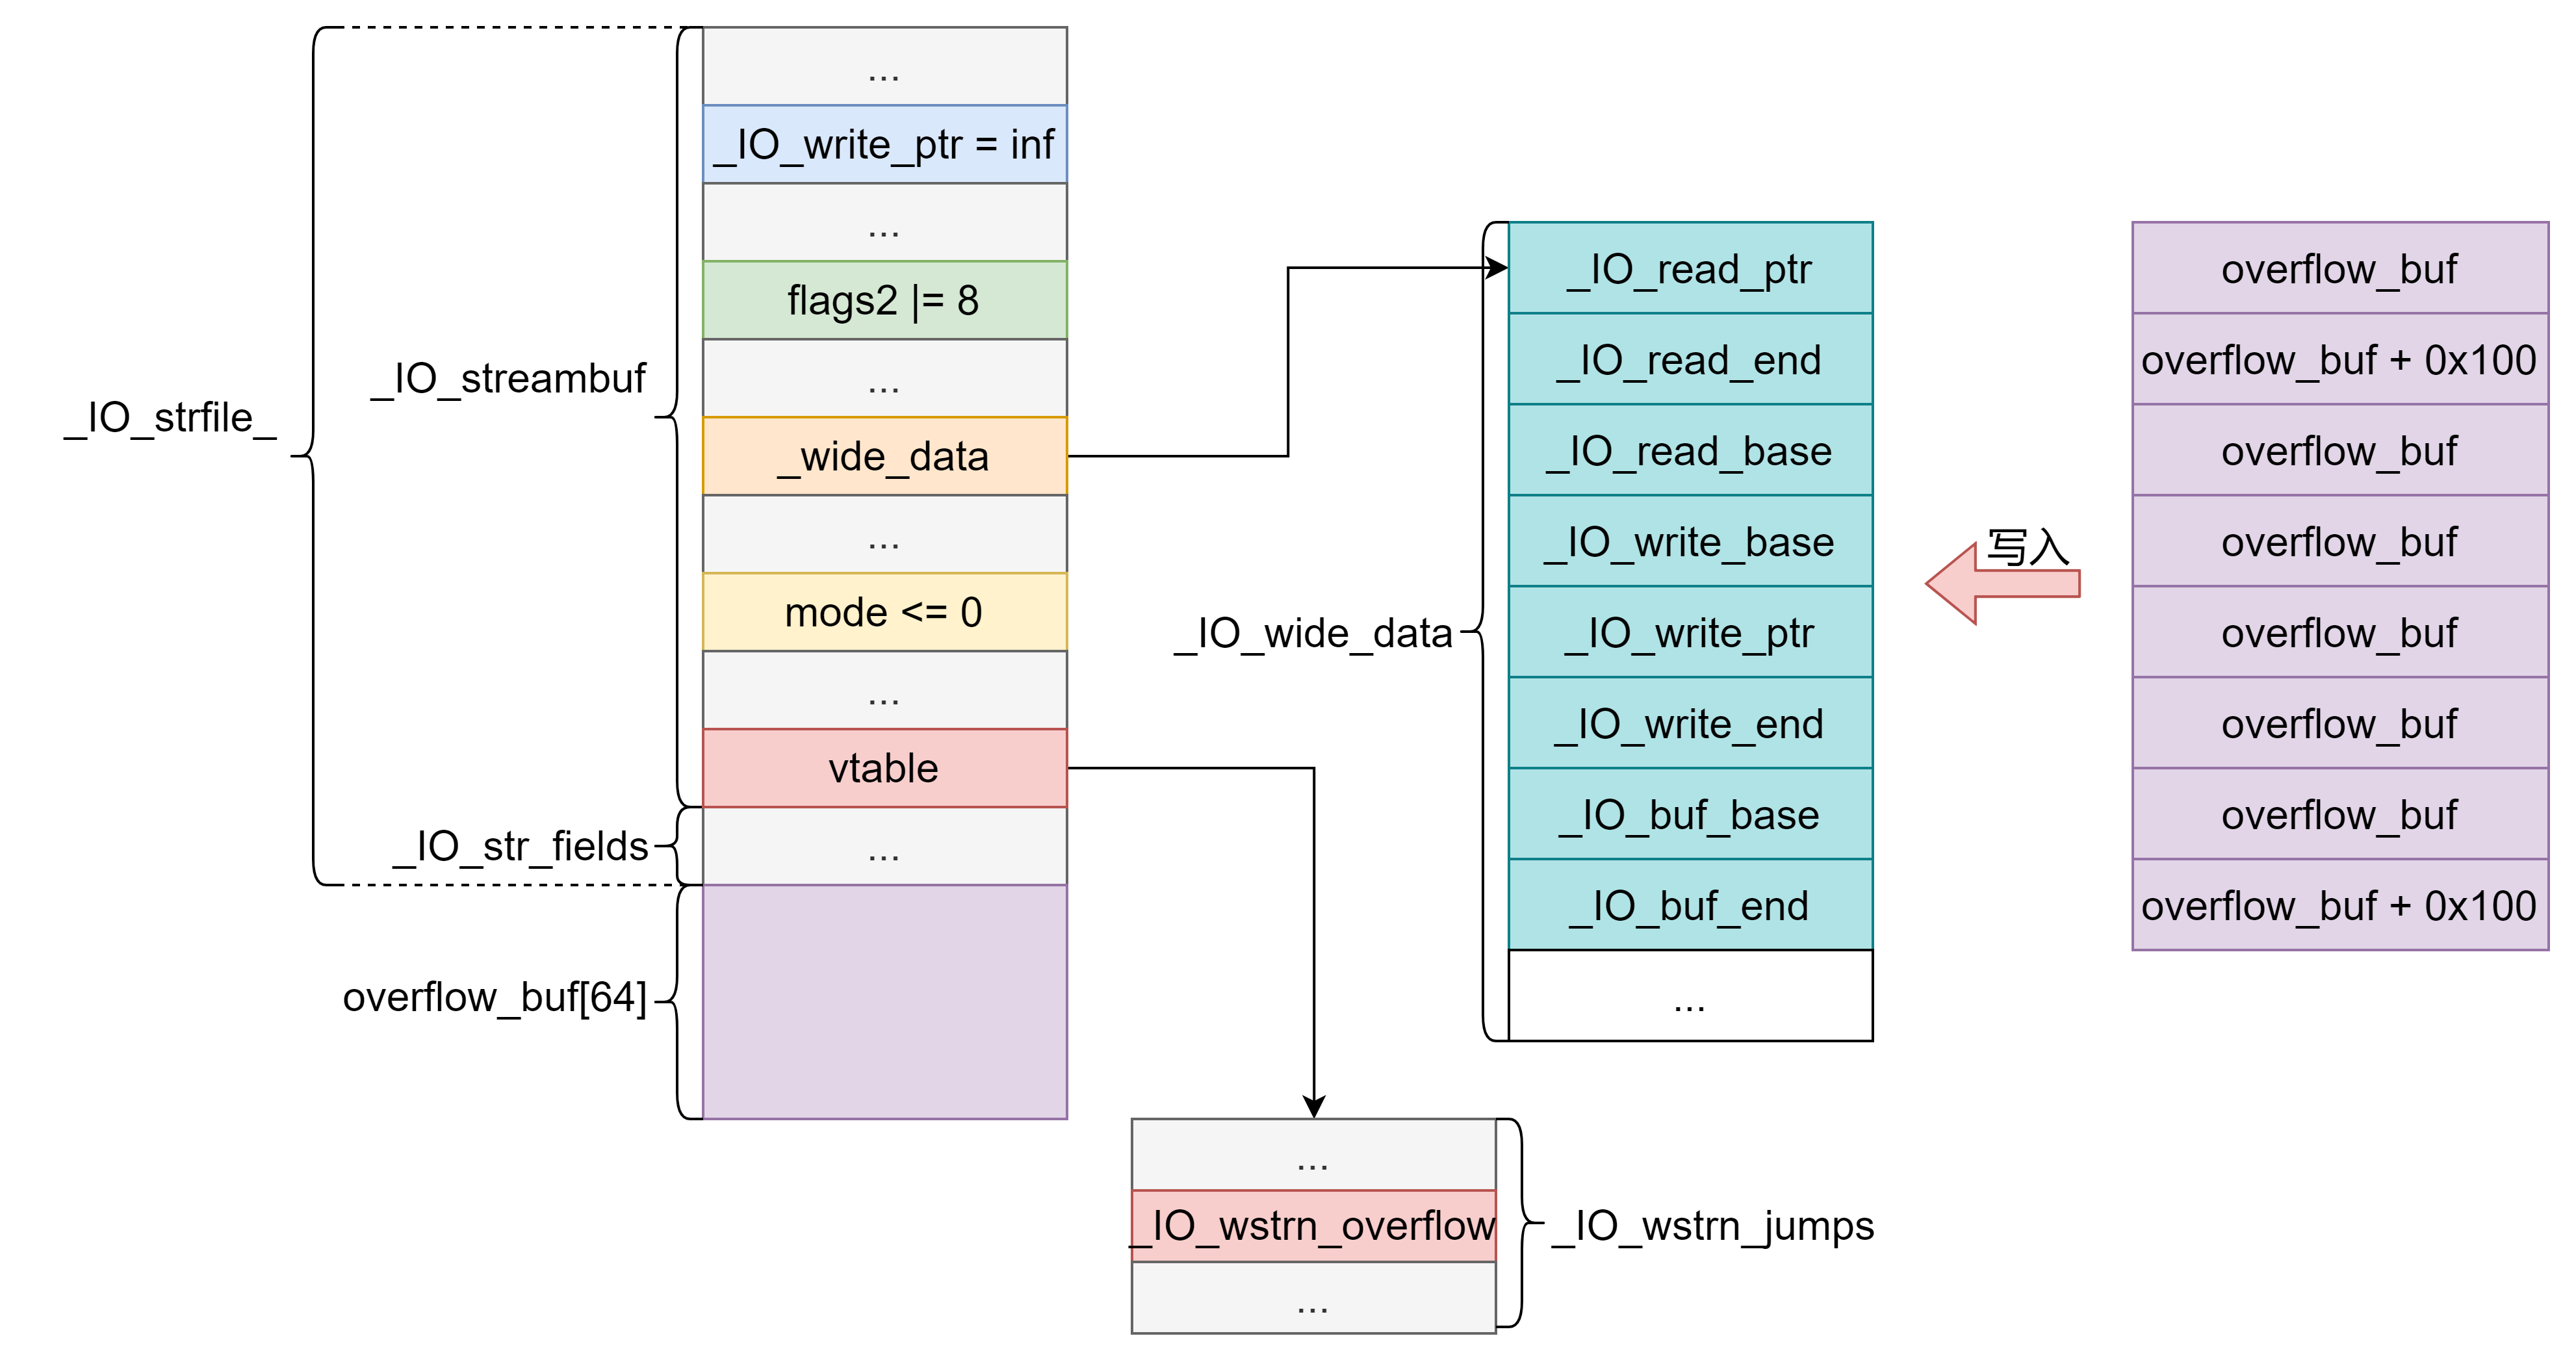 ...
_IO_write_ptr = inf
...
flags2 |= 8
...
_wide_data
...
mode <= 0
...
vtable
...
_IO_strfile_
_IO_streambuf
_IO_str_fields
overflow_buf[64]
_IO_wide_data
_IO_read_ptr
_IO_read_end
_IO_read_base
_IO_write_base
_IO_write_ptr
_IO_write_end
_IO_buf_base
_IO_buf_end
...
写入
overflow_buf
overflow_buf + 0x100
overflow_buf
overflow_buf
overflow_buf
overflow_buf
overflow_buf
overflow_buf + 0x100
...
_IO_wstrn_overflow
...
_IO_wstrn_jumps